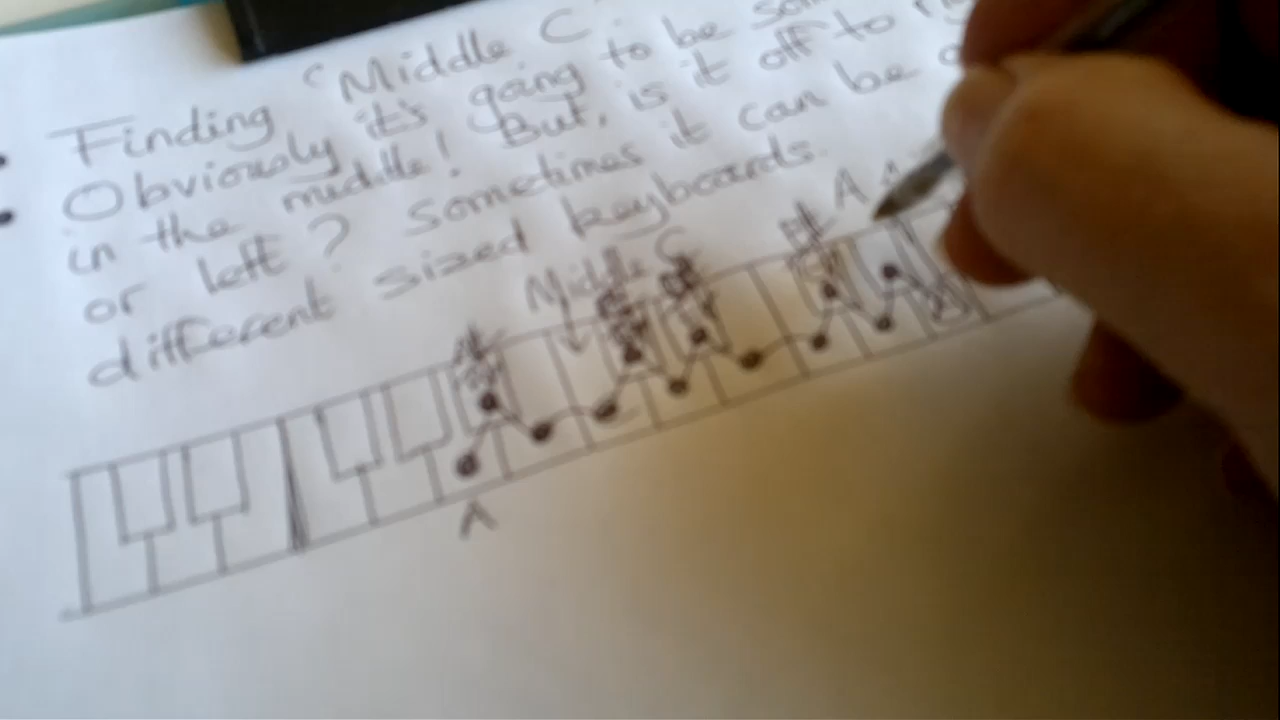 Finding "Middle C"
Obviously it's going to be
in the middle! But, is it off to
or left? Sometimes it can be
different sized keyboards.
Middle C
A
A